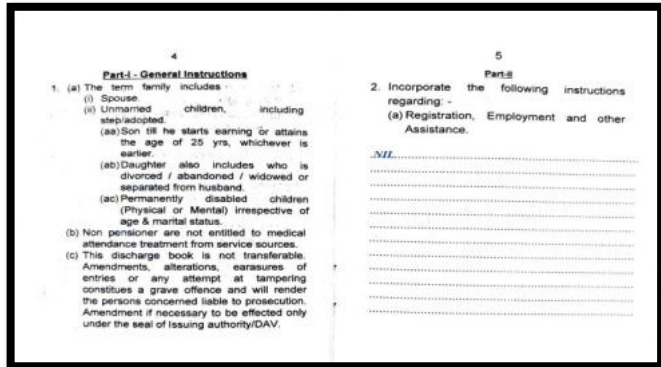 4
Part-I - General Instructions
1. (a) The term family includes
(i) Spouse.
(ii) Unmarried children, including
step/adopted.
(aa)Son till he starts earning or attains
the age of 25 yrs, whichever is
earlier.
(ab)Daughter also includes who is
divorced / abandoned / widowed or
separated from husband.
(ac)Permanently disabled children
(Physical or Mental) irrespective of
age & marital status.
(b) Non pensioner are not entitled to medical
attendance treatment from service sources.
(c) This discharge book is not transferable.
Amendments, alterations, earasures of
entries or any attempt at tampering
constitues a grave offence and will render
the persons concerned liable to prosecution.
Amendment if necessary to be effected only
under the seal of Issuing authority/DAV.
5
Part-II
2. Incorporate the following instructions
regarding: -
(a) Registration, Employment and other
Assistance.
NIL